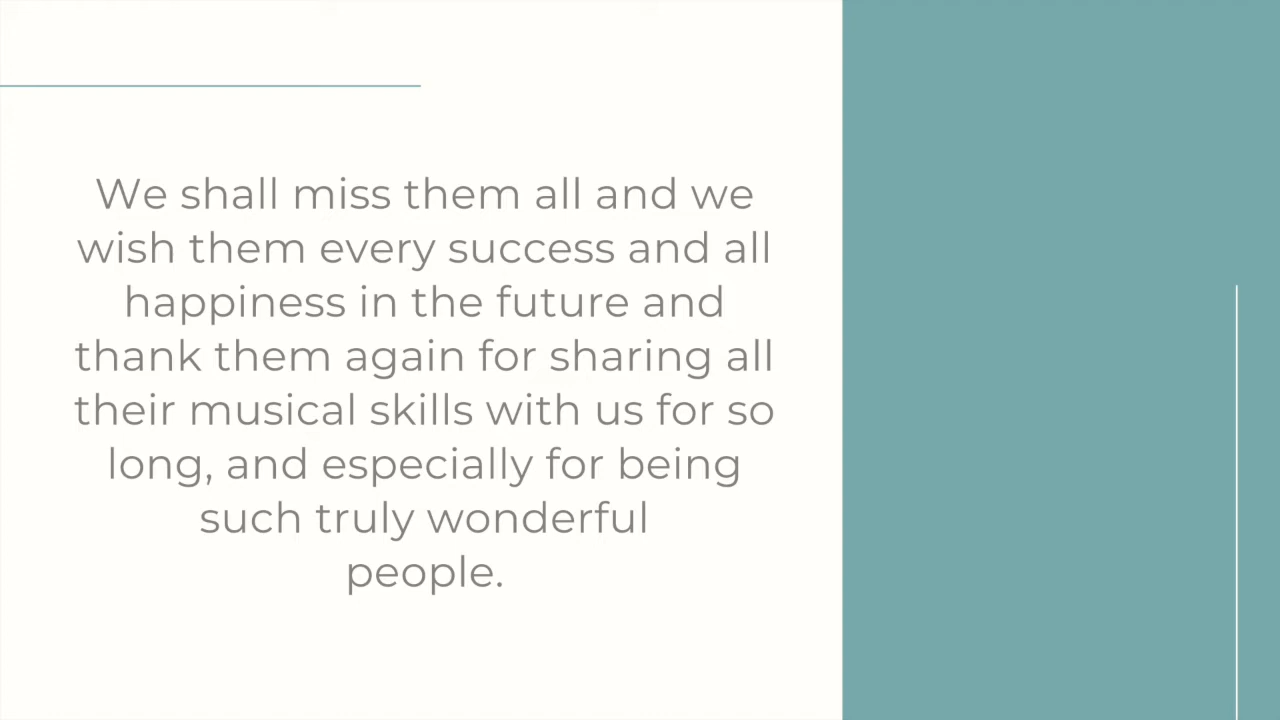 We shall miss them all and we
wish them every success and all
happiness in the future and
thank them again for sharing all
their musical skills with us for so
long, and especially for being
such truly wonderful
people.